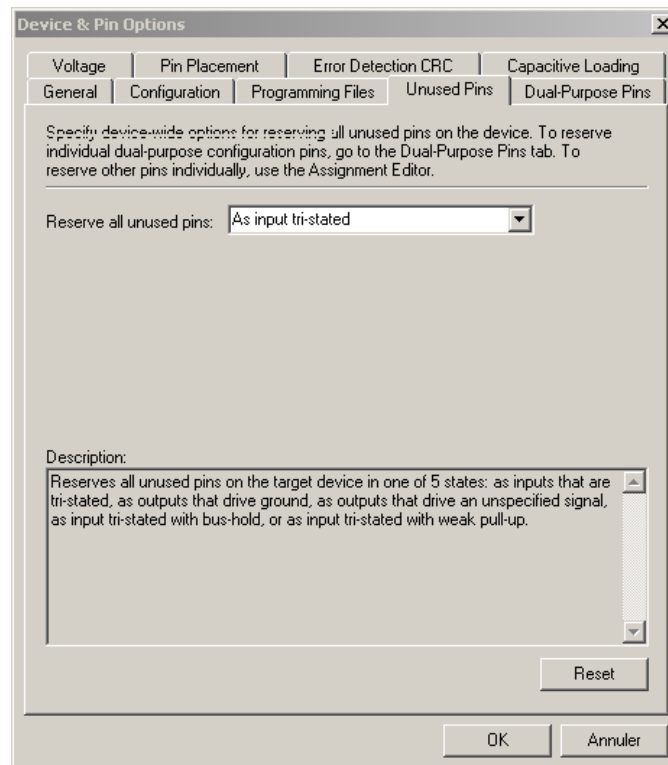 Device & Pin Options
Voltage Pin Placement Error Detection CRC Capacitive Loading
General Configuration Programming Files Unused Pins Dual-Purpose Pins
Specify device-wide options for reserving all unused pins on the device. To reserve
individual dual-purpose configuration pins, go to the Dual-Purpose Pins tab. To
reserve other pins individually, use the Assignment Editor.
Reserve all unused pins: As input tri-stated
Description:
Reserves all unused pins on the target device in one of 5 states: as inputs that are
tri-stated, as outputs that drive ground, as outputs that drive an unspecified signal,
as input tri-stated with bus-hold, or as input tri-stated with weak pull-up.
Reset
OK Annuler